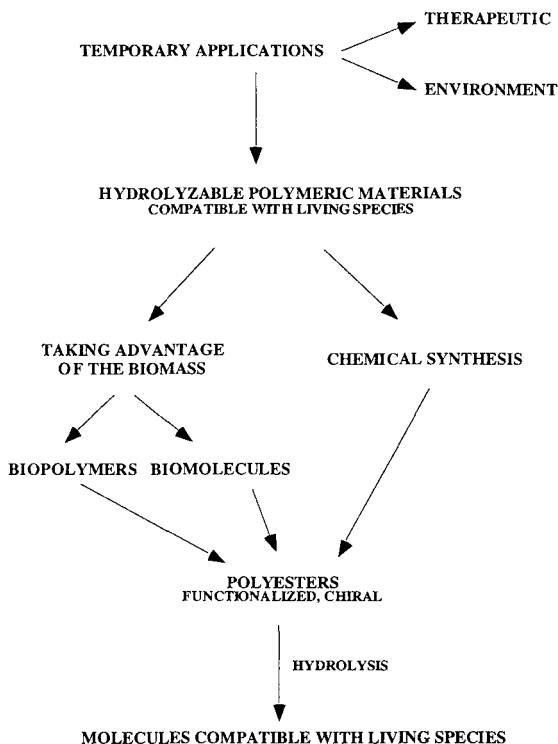 THERAPEUTIC
TEMPORARY APPLICATIONS
ENVIRONMENT
HYDROLYZABLE POLYMERIC MATERIALS
COMPATIBLE WITH LIVING SPECIES
TAKING ADVANTAGE
OF THE BIOMASS
CHEMICAL SYNTHESIS
BIOPOLYMERS BIOMOLECULES
POLYESTERS
FUNCTIONALIZED, CHIRAL
HYDROLYSIS
MOLECULES COMPATIBLE WITH LIVING SPECIES